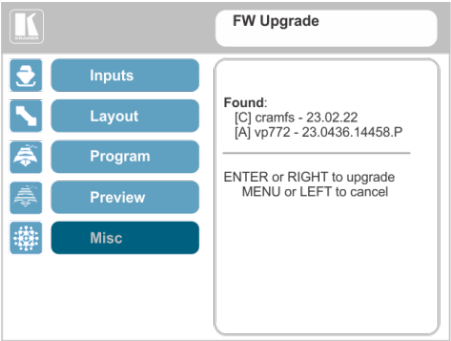 FW Upgrade
Inputs
Layout
Program
Preview
Misc
Found:
[C] cramfs - 23.02.22
[A] vp772 - 23.0436.14458.P
ENTER or RIGHT to upgrade
MENU or LEFT to cancel